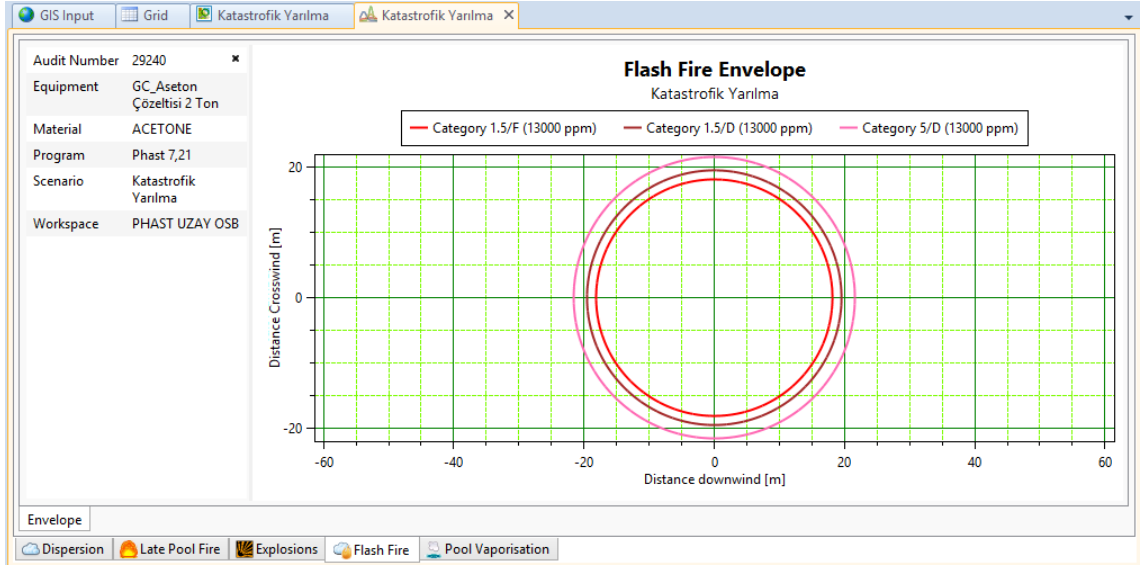 GIS Input
Grid
Katastrofik Yarılma
Katastrofik Yarılma
Audit Number 29240
Equipment GC_Aseton
Çözeltisi 2 Ton
Material ACETONE
Program Phast 7,21
Scenario Katastrofik
Yarılma
Workspace PHAST UZAY OSB
Flash Fire Envelope
Katastrofik Yarılma
Category 1.5/F (13000 ppm)
Category 1.5/D (13000 ppm)
Category 5/D (13000 ppm)
Distance Crosswind [m]
20
0
-20
-60 -40 -20 0 20 40 60
Distance downwind [m]
Envelope
Dispersion
Late Pool Fire
Explosions
Flash Fire
Pool Vaporisation